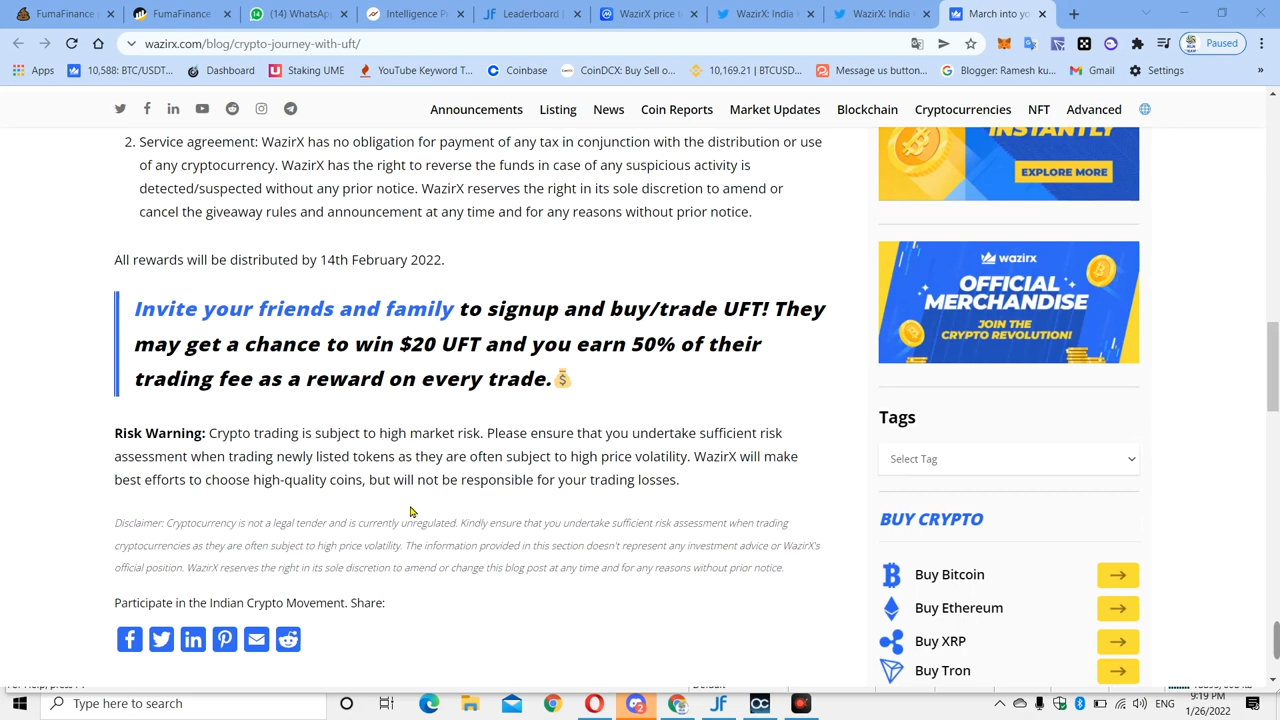 FumaFinance
FumaFinanc
(14) WhatsApp
Intelligence P
Leaderboard |
WazirX price t
WazirX: India
WazirX: India
March into yo
wazirx.com/blog/crypto-journey-with-uft/
Paused
Apps
10,588: BTC/USDT...
Dashboard
Staking UME
YouTube Keyword T...
Coinbase
CoinDCX: Buy Sell o...
10,169.21 | BTCUSD...
Message us button...
Blogger: Ramesh ku...
Gmail
Settings
Announcements
Listing
News
Coin Reports
Market Updates
Blockchain
Cryptocurrencies
NFT
Advanced
2. Service agreement: WazirX has no obligation for payment of any tax in conjunction with the distribution or use
of any cryptocurrency. WazirX has the right to reverse the funds in case of any suspicious activity is
detected/suspected without any prior notice. WazirX reserves the right in its sole discretion to amend or
cancel the giveaway rules and announcement at any time and for any reasons without prior notice.
All rewards will be distributed by 14th February 2022.
Invite your friends and family to signup and buy/trade UFT! They
may get a chance to win $20 UFT and you earn 50% of their
trading fee as a reward on every trade.💰
Risk Warning: Crypto trading is subject to high market risk. Please ensure that you undertake sufficient risk
assessment when trading newly listed tokens as they are often subject to high price volatility. WazirX will make
best efforts to choose high-quality coins, but will not be responsible for your trading losses.
Disclaimer: Cryptocurrency is not a legal tender and is currently unregulated. Kindly ensure that you undertake sufficient risk assessment when trading
cryptocurrencies as they are often subject to high price volatility. The information provided in this section doesn't represent any investment advice or WazirX's
official position. WazirX reserves the right in its sole discretion to amend or change this blog post at any time and for any reasons without prior notice.
Participate in the Indian Crypto Movement. Share:
INSTANTLY
EXPLORE MORE
wazirx
OFFICIAL
MERCHANDISE
JOIN THE
CRYPTO REVOLUTION!
Tags
Select Tag
BUY CRYPTO
Buy Bitcoin
Buy Ethereum
Buy XRP
Buy Tron
Type here to search
ENG
9:19 PM
1/26/2022